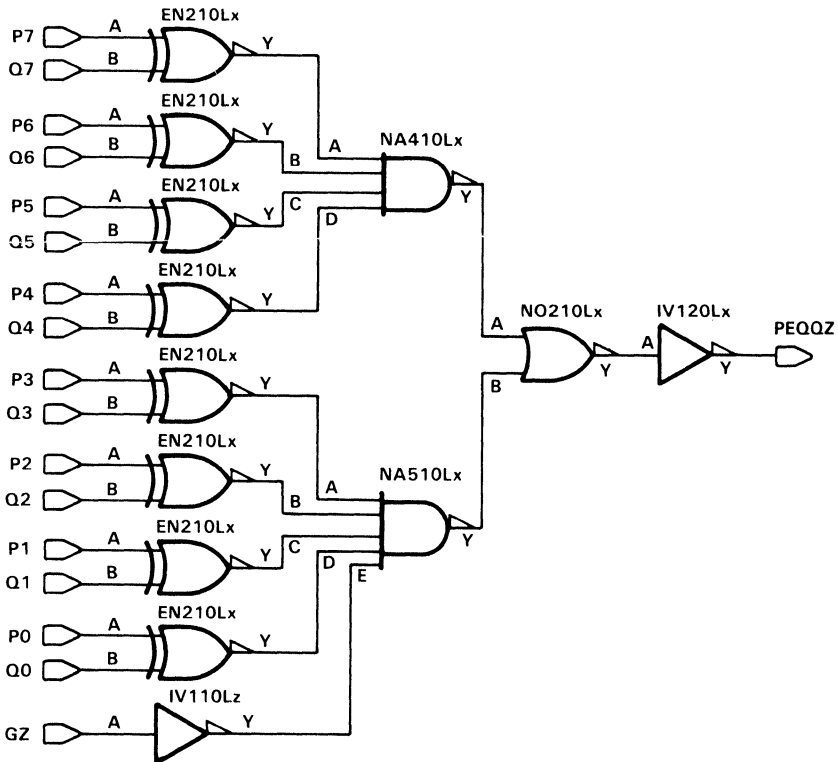 EN210Lx
P7 A Y
Q7 B
EN210Lx
P6 A Y
Q6 B
NA410Lx
A
B
C
D
Y
EN210Lx
P5 A Y
Q5 B
EN210Lx
P4 A Y
Q4 B
NO210Lx
A
B
Y
IV120Lx
A
Y
PEQQZ
EN210Lx
P3 A Y
Q3 B
EN210Lx
P2 A Y
Q2 B
NA510Lx
A
B
C
D
E
Y
EN210Lx
P1 A Y
Q1 B
EN210Lx
P0 A Y
Q0 B
IV110Lz
GZ A Y